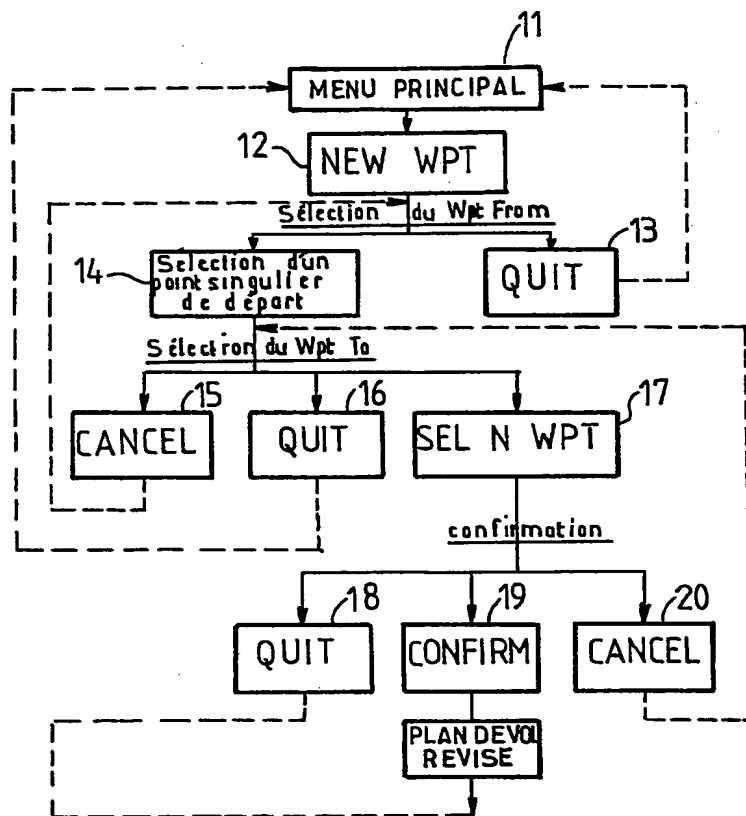 11
MENU PRINCIPAL
12
NEW WPT
Sélection du Wpt From
13
14
Sélection d'un
point singulier
de départ
QUIT
Sélection du Wpt To
15
16
17
CANCEL
QUIT
SEL N WPT
confirmation
18
19
20
QUIT
CONFIRM
CANCEL
PLAN DEVOL
REVISE